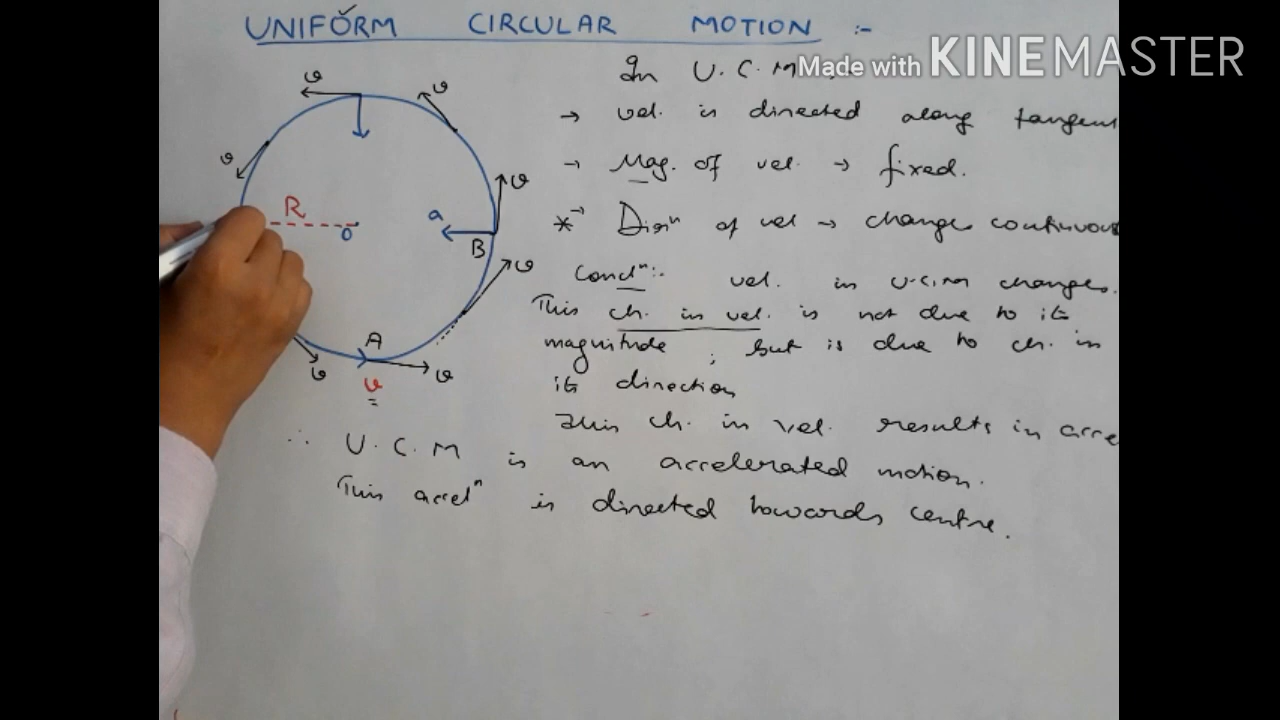 UNIFORM CIRCULAR MOTION :-
In U.C.M
Made with KINEMASTER
→ vel. is directed along tangent
→ Mag. of vel. → fixed.
*→ Dirⁿ of vel → changes continuous
Conclⁿ:- vel. in U.C.M changes.
This ch. in vel. is not due to its
magnitude, but is due to ch. in
its direction
This ch. in vel. results in acce
∴ U.C.M is an accelerated motion.
This accelⁿ is directed towards centre.
v
v
v
v
R
O
a
B
v
A
v
v
v